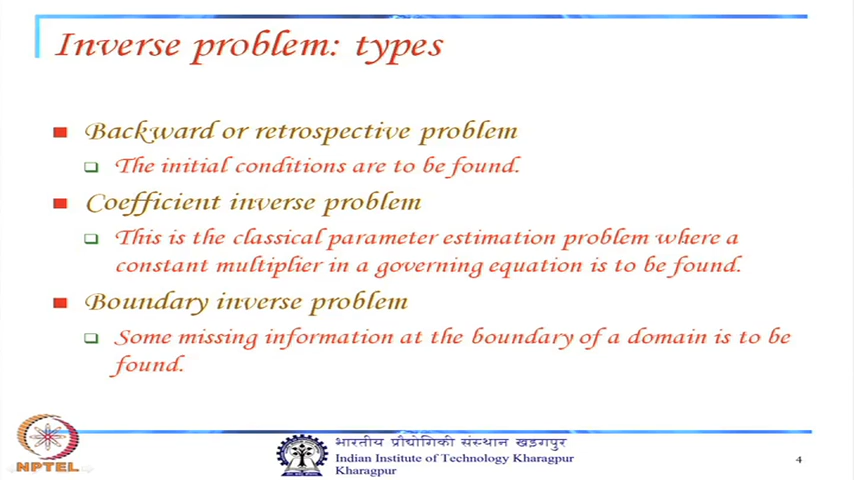 Inverse problem: types
Backward or retrospective problem
The initial conditions are to be found.
Coefficient inverse problem
This is the classical parameter estimation problem where a
constant multiplier in a governing equation is to be found.
Boundary inverse problem
Some missing information at the boundary of a domain is to be
found.
NPTEL
भारतीय प्रौद्योगिकी संस्थान खड़गपुर
Indian Institute of Technology Kharagpur
Kharagpur
4